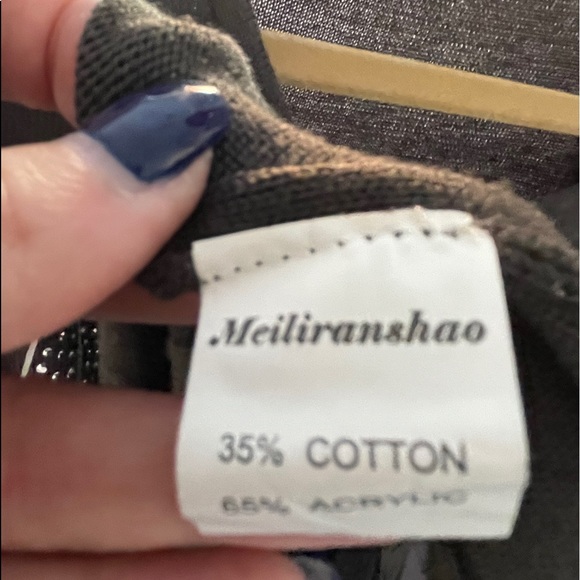 Meiliranshao
35% COTTON
65% ACRYLIC